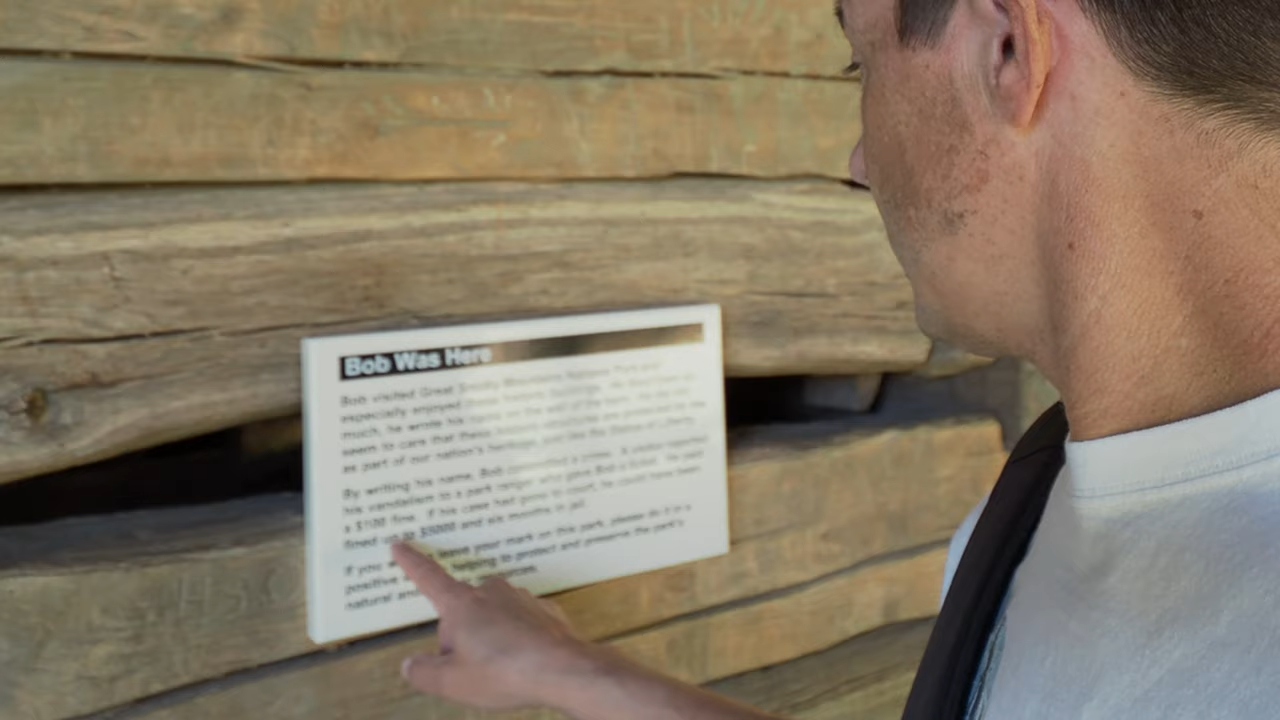 Bob Was Here
Bob visited Great Smoky Mountains National Park and
especially enjoyed
much, he wrote his name on the wall of the
seem to care that these
as part of our nation's heritage, just like the Statue of Liberty.
By writing his name, Bob committed a crime. A visitor reported
his vandalism to a park ranger who gave Bob a ticket. He paid
a $100 fine. If his case had gone to court, he could have been
fined up to $5000 and six months in jail.
If you leave your mark on this park, please do it in a
positive helping to protect and preserve the park's
natural and